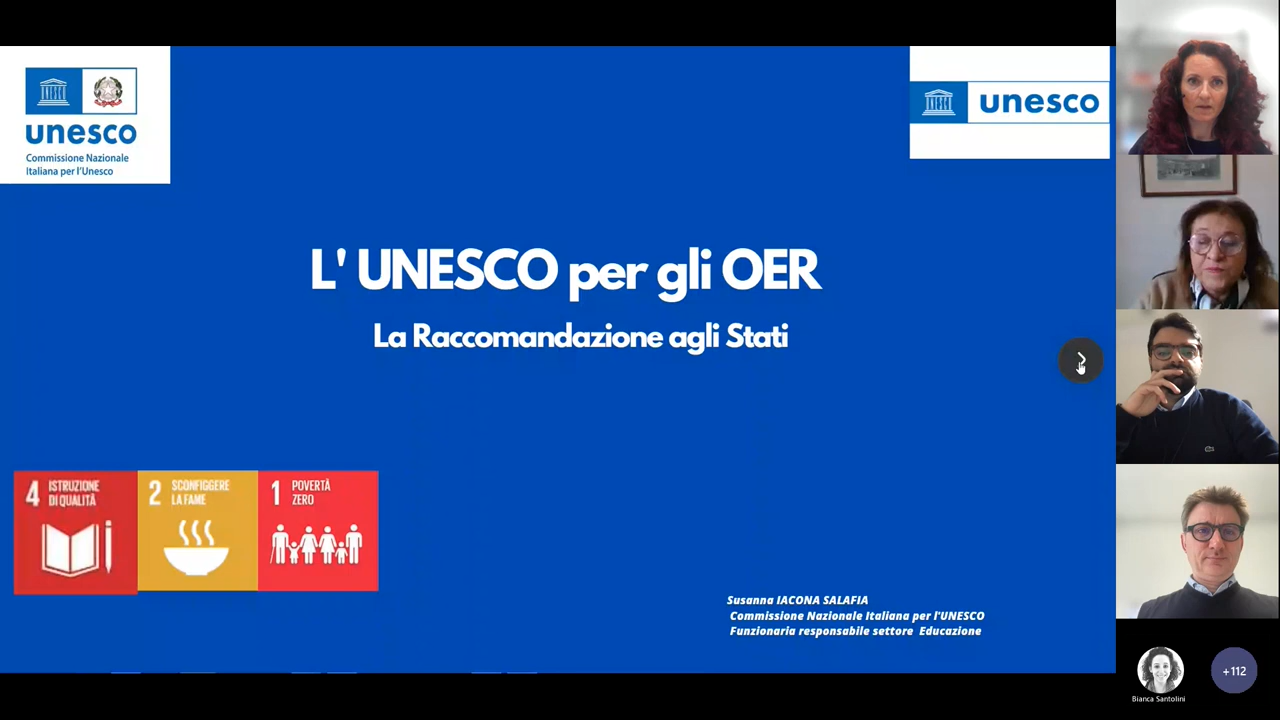 unesco
Commissione Nazionale
Italiana per l'Unesco
unesco
L' UNESCO per gli OER
La Raccomandazione agli Stati
4 ISTRUZIONE
DI QUALITÀ
2 SCONFIGGERE
LA FAME
1 POVERTÀ
ZERO
Susanna IACONA SALAFIA
Commissione Nazionale Italiana per l'UNESCO
Funzionaria responsabile settore Educazione
Bianca Santolini
+112